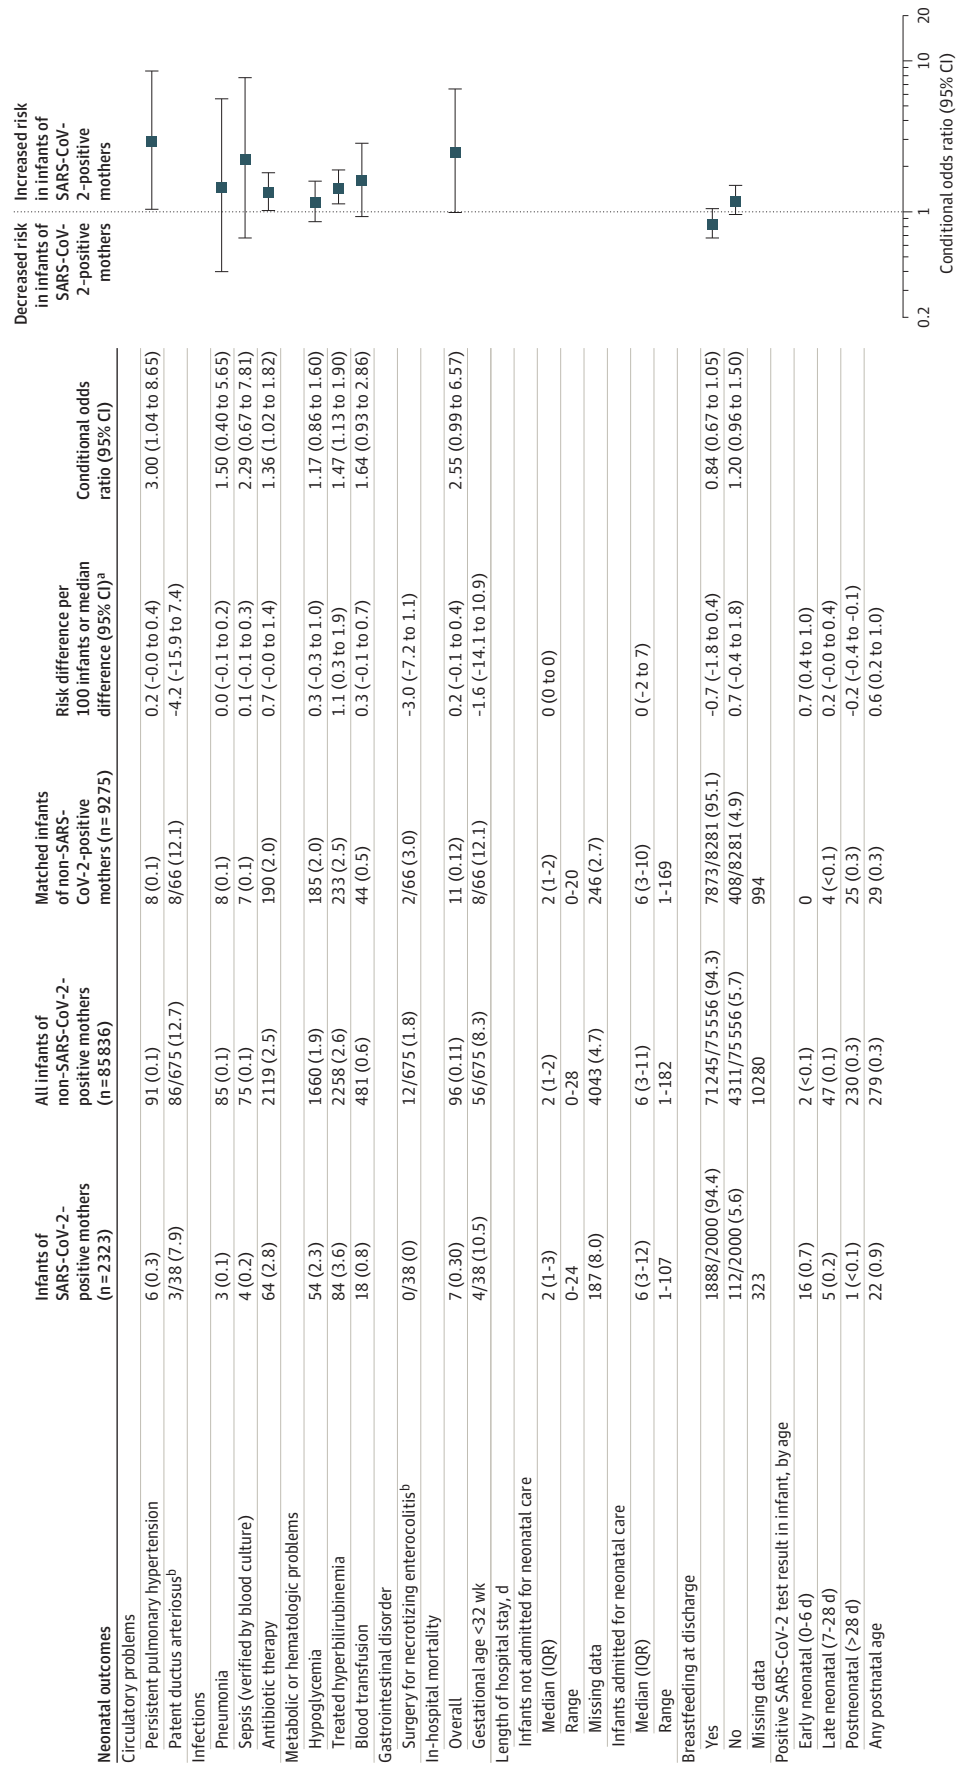 Neonatal outcomes
Infants of
SARS-CoV-2–
positive mothers
(n = 2323)
All infants of
non-SARS-CoV-2–
positive mothers
(n = 85 836)
Matched infants
of non-SARS-
CoV-2-positive
mothers (n = 9275)
Risk difference per
100 infants or median
difference (95% CI)a
Conditional odds
ratio (95% CI)
Decreased risk
in infants of
SARS-CoV-
2–positive
mothers
Increased risk
in infants of
SARS-CoV-
2–positive
mothers
Circulatory problems
Persistent pulmonary hypertension 6 (0.3) 91 (0.1) 8 (0.1) 0.2 (-0.0 to 0.4) 3.00 (1.04 to 8.65)
Patent ductus arteriosusb 3/38 (7.9) 86/675 (12.7) 8/66 (12.1) -4.2 (-15.9 to 7.4)
Infections
Pneumonia 3 (0.1) 85 (0.1) 8 (0.1) 0.0 (-0.1 to 0.2) 1.50 (0.40 to 5.65)
Sepsis (verified by blood culture) 4 (0.2) 75 (0.1) 7 (0.1) 0.1 (-0.1 to 0.3) 2.29 (0.67 to 7.81)
Antibiotic therapy 64 (2.8) 2119 (2.5) 190 (2.0) 0.7 (-0.0 to 1.4) 1.36 (1.02 to 1.82)
Metabolic or hematologic problems
Hypoglycemia 54 (2.3) 1660 (1.9) 185 (2.0) 0.3 (-0.3 to 1.0) 1.17 (0.86 to 1.60)
Treated hyperbilirubinemia 84 (3.6) 2258 (2.6) 233 (2.5) 1.1 (0.3 to 1.9) 1.47 (1.13 to 1.90)
Blood transfusion 18 (0.8) 481 (0.6) 44 (0.5) 0.3 (-0.1 to 0.7) 1.64 (0.93 to 2.86)
Gastrointestinal disorder
Surgery for necrotizing enterocolitisb 0/38 (0) 12/675 (1.8) 2/66 (3.0) -3.0 (-7.2 to 1.1)
In-hospital mortality
Overall 7 (0.30) 96 (0.11) 11 (0.12) 0.2 (-0.1 to 0.4) 2.55 (0.99 to 6.57)
Gestational age <32 wk 4/38 (10.5) 56/675 (8.3) 8/66 (12.1) -1.6 (-14.1 to 10.9)
Length of hospital stay, d
Infants not admitted for neonatal care
Median (IQR) 2 (1-3) 2 (1-2) 2 (1-2) 0 (0 to 0)
Range 0-24 0-28 0-20
Missing data 187 (8.0) 4043 (4.7) 246 (2.7)
Infants admitted for neonatal care
Median (IQR) 6 (3-12) 6 (3-11) 6 (3-10) 0 (-2 to 7)
Range 1-107 1-182 1-169
Breastfeeding at discharge
Yes 1888/2000 (94.4) 71 245/75 556 (94.3) 7873/8281 (95.1) -0.7 (-1.8 to 0.4) 0.84 (0.67 to 1.05)
No 112/2000 (5.6) 4311/75 556 (5.7) 408/8281 (4.9) 0.7 (-0.4 to 1.8) 1.20 (0.96 to 1.50)
Missing data 323 10 280 994
Positive SARS-CoV-2 test result in infant, by age
Early neonatal (0-6 d) 16 (0.7) 2 (<0.1) 0 0.7 (0.4 to 1.0)
Late neonatal (7-28 d) 5 (0.2) 47 (0.1) 4 (<0.1) 0.2 (-0.0 to 0.4)
Postneonatal (>28 d) 1 (<0.1) 230 (0.3) 25 (0.3) -0.2 (-0.4 to -0.1)
Any postnatal age 22 (0.9) 279 (0.3) 29 (0.3) 0.6 (0.2 to 1.0)
0.2 1 10 20
Conditional odds ratio (95% CI)